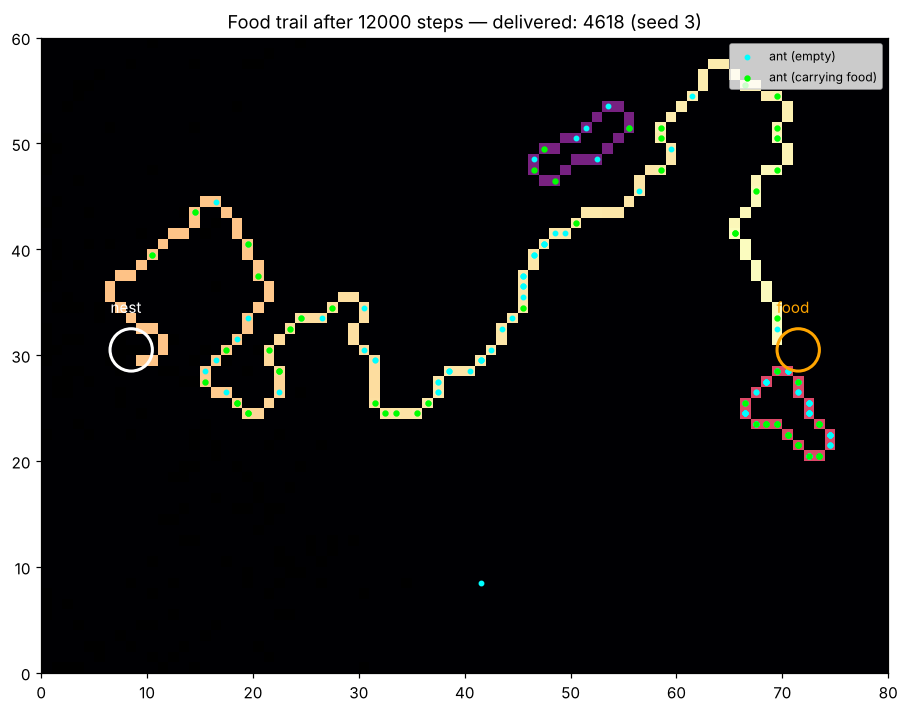 Food trail after 12000 steps — delivered: 4618 (seed 3)
ant (empty)
ant (carrying food)
nest
food
60
50
40
30
20
10
0
0 10 20 30 40 50 60 70 80